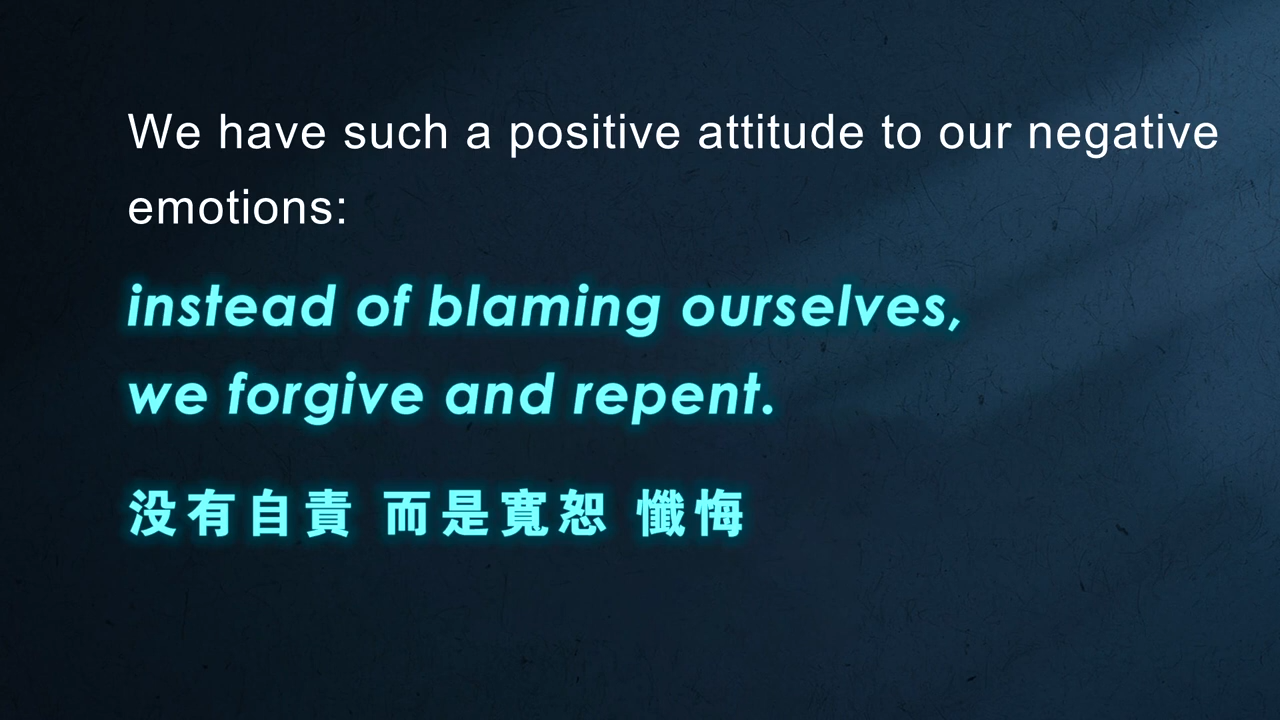 We have such a positive attitude to our negative
emotions:
instead of blaming ourselves,
we forgive and repent.
没有自責 而是寬恕 懺悔